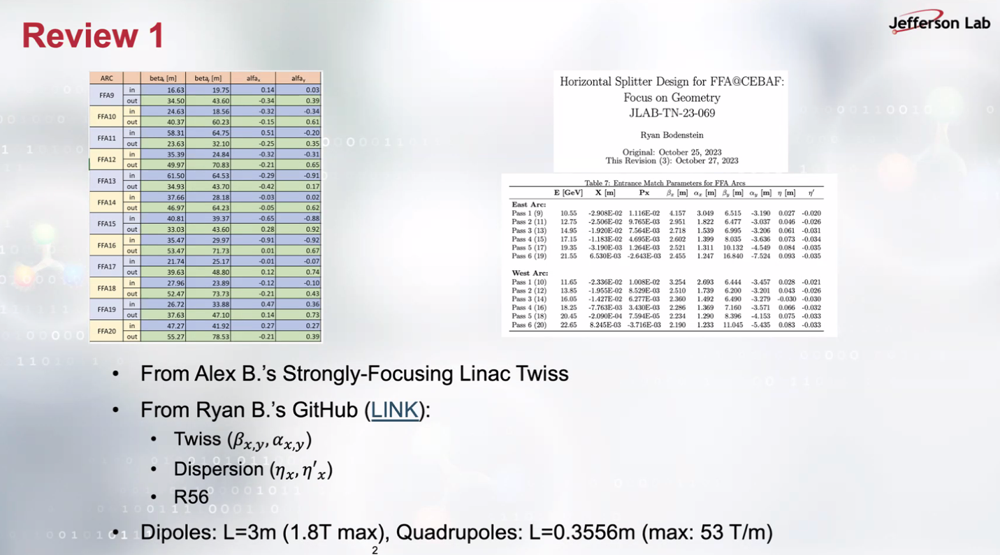 Review 1
Jefferson Lab
ARC betaₓ [m] betaᵧ [m] alfaₓ alfaᵧ
FFA9 in 16.63 19.75 0.14 0.03
out 34.50 43.60 -0.34 0.39
FFA10 in 24.63 18.56 -0.32 -0.34
out 40.37 60.23 -0.15 0.61
FFA11 in 58.31 64.75 0.51 -0.20
out 23.63 32.10 -0.25 0.35
FFA12 in 35.39 24.84 -0.32 -0.31
out 49.97 70.83 -0.21 0.65
FFA13 in 61.50 64.53 -0.29 -0.91
out 34.93 43.70 -0.42 0.17
FFA14 in 37.66 28.18 -0.03 0.02
out 46.97 64.23 -0.05 0.62
FFA15 in 40.81 39.37 -0.65 -0.88
out 33.03 43.60 0.28 0.92
FFA16 in 35.47 29.97 -0.91 -0.92
out 53.47 71.73 0.01 0.67
FFA17 in 21.74 25.17 -0.01 -0.07
out 39.63 48.80 0.12 0.74
FFA18 in 27.96 23.89 -0.12 -0.10
out 52.47 73.73 -0.21 0.43
FFA19 in 26.72 33.88 0.47 0.36
out 37.63 47.10 0.14 0.73
FFA20 in 47.27 41.92 0.27 0.27
out 55.27 78.53 -0.21 0.39
Horizontal Splitter Design for FFA@CEBAF:
Focus on Geometry
JLAB-TN-23-069
Ryan Bodenstein
Original: October 25, 2023
This Revision (3): October 27, 2023
Table 7: Entrance Match Parameters for FFA Arcs
E [GeV] X [m] Px βₓ [m] αₓ [m] βᵧ [m] αᵧ [m] η [m] η′
East Arc:
Pass 1 (9) 10.55 -2.908E-02 1.116E-02 4.157 3.049 6.515 -3.190 0.027 -0.020
Pass 2 (11) 12.75 -2.506E-02 9.765E-03 2.951 1.822 6.477 -3.037 0.046 -0.026
Pass 3 (13) 14.95 -1.920E-02 7.564E-03 2.718 1.539 6.995 -3.206 0.061 -0.031
Pass 4 (15) 17.15 -1.183E-02 4.695E-03 2.602 1.399 8.035 -3.636 0.073 -0.034
Pass 5 (17) 19.35 -3.190E-03 1.264E-03 2.521 1.311 10.132 -4.549 0.084 -0.035
Pass 6 (19) 21.55 6.530E-03 -2.643E-03 2.455 1.247 16.840 -7.524 0.093 -0.035
West Arc:
Pass 1 (10) 11.65 -2.336E-02 1.008E-02 3.254 2.693 6.444 -3.457 0.028 -0.021
Pass 2 (12) 13.85 -1.955E-02 8.529E-03 2.510 1.739 6.200 -3.201 0.043 -0.026
Pass 3 (14) 16.05 -1.427E-02 6.277E-03 2.360 1.492 6.490 -3.279 -0.030 -0.030
Pass 4 (16) 18.25 -7.763E-03 3.430E-03 2.286 1.369 7.160 -3.571 0.066 -0.032
Pass 5 (18) 20.45 -2.090E-04 7.594E-05 2.234 1.290 8.396 -4.153 0.075 -0.033
Pass 6 (20) 22.65 8.245E-03 -3.716E-03 2.190 1.233 11.045 -5.435 0.083 -0.033
• From Alex B.'s Strongly-Focusing Linac Twiss
• From Ryan B.'s GitHub (LINK):
• Twiss (βₓ,ᵧ, αₓ,ᵧ)
• Dispersion (ηₓ, η′ₓ)
• R56
• Dipoles: L=3m (1.8T max), Quadrupoles: L=0.3556m (max: 53 T/m)
2